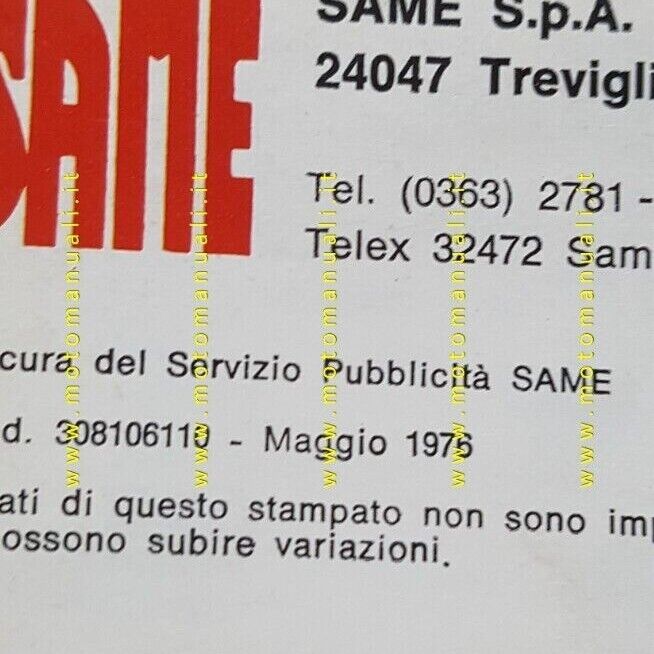 SAME
SAME S.p.A.
24047 Trevigli
Tel. (0363) 2781 -
Telex 32472 Sam
cura del Servizio Pubblicità SAME
d. 308106110 - Maggio 1976
ati di questo stampato non sono imp
ossono subire variazioni.
www.motomanuali.it
www.motomanuali.it
www.motomanuali.it
www.motomanuali.it
www.motomanuali.it